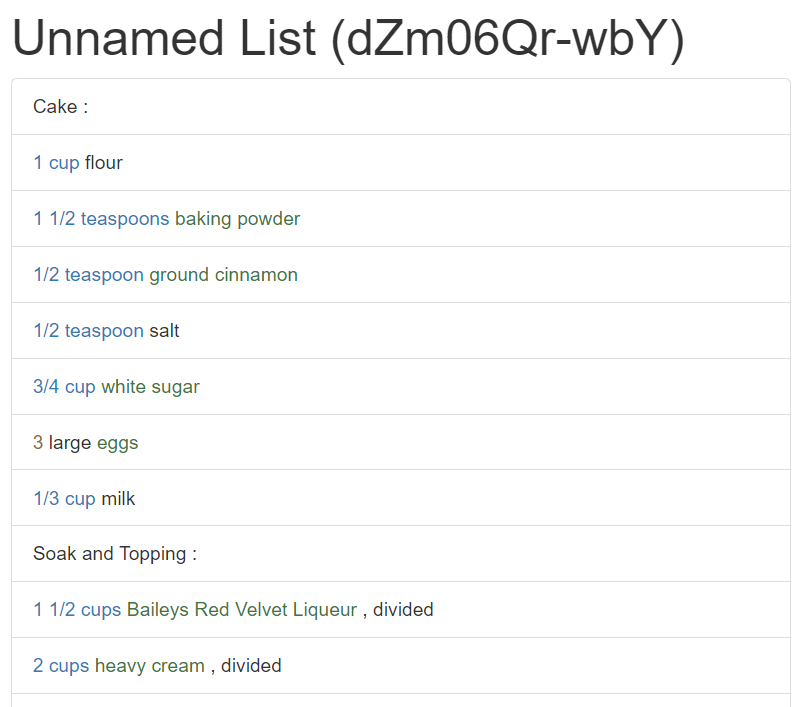 Unnamed List (dZm06Qr-wbY)
Cake :
1 cup flour
1 1/2 teaspoons baking powder
1/2 teaspoon ground cinnamon
1/2 teaspoon salt
3/4 cup white sugar
3 large eggs
1/3 cup milk
Soak and Topping :
1 1/2 cups Baileys Red Velvet Liqueur , divided
2 cups heavy cream , divided